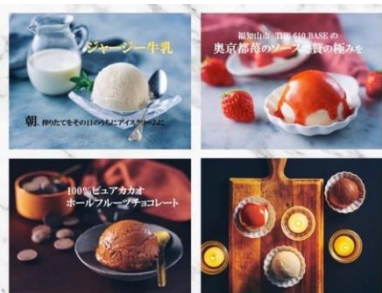 ジャージー牛乳
朝、搾りたてをその日のうちにアイスクリームに
福知山市 THE 610 BASE の
奥京都苺のソースで贅の極みを
100%ピュアカカオ
ホールフルーツチョコレート